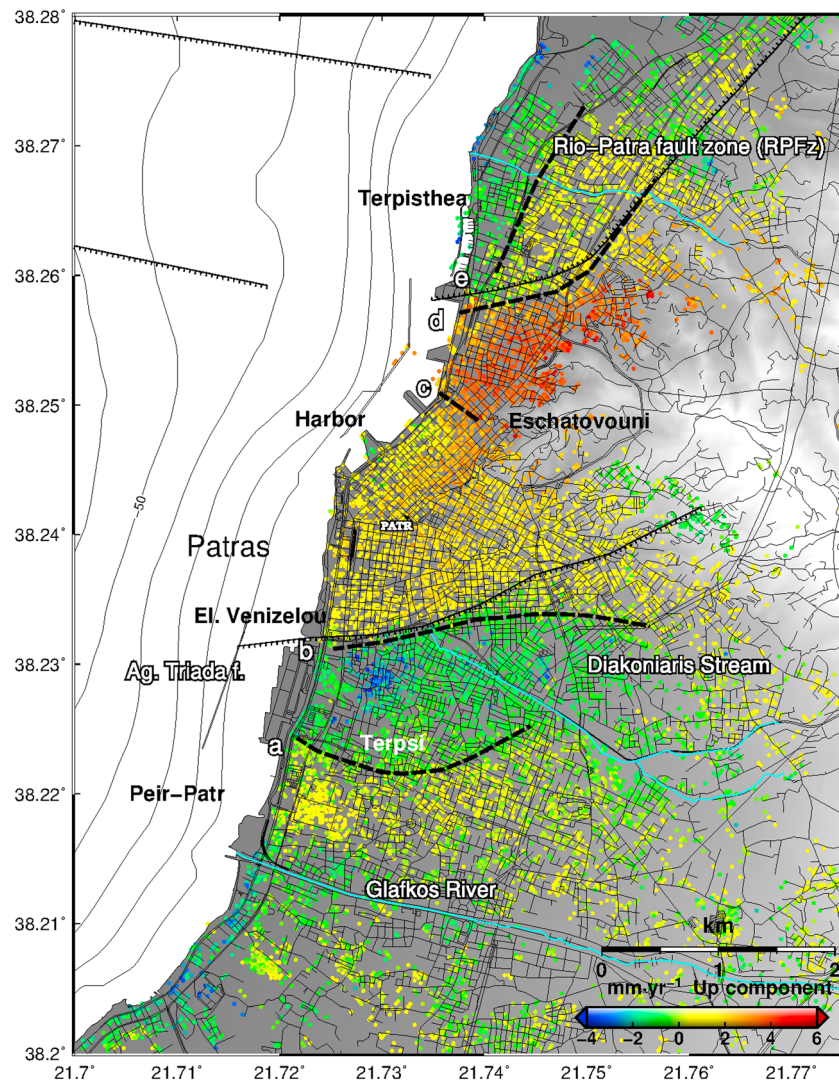 38.28°
38.27°
Rio–Patra fault zone (RPFz)
Terpisthea
38.26°
e
d
c
38.25°
Harbor
Eschatovouni
−50
38.24°
PATR
Patras
El. Venizelou
38.23°
b
Diakoniaris Stream
Ag. Triada f.
a
Terpsi
38.22°
Peir–Patr
Glafkos River
38.21°
km
0 1 2
mm·yr⁻¹ Up component
−4 −2 0 2 4 6
38.2°
21.7° 21.71° 21.72° 21.73° 21.74° 21.75° 21.76° 21.77°